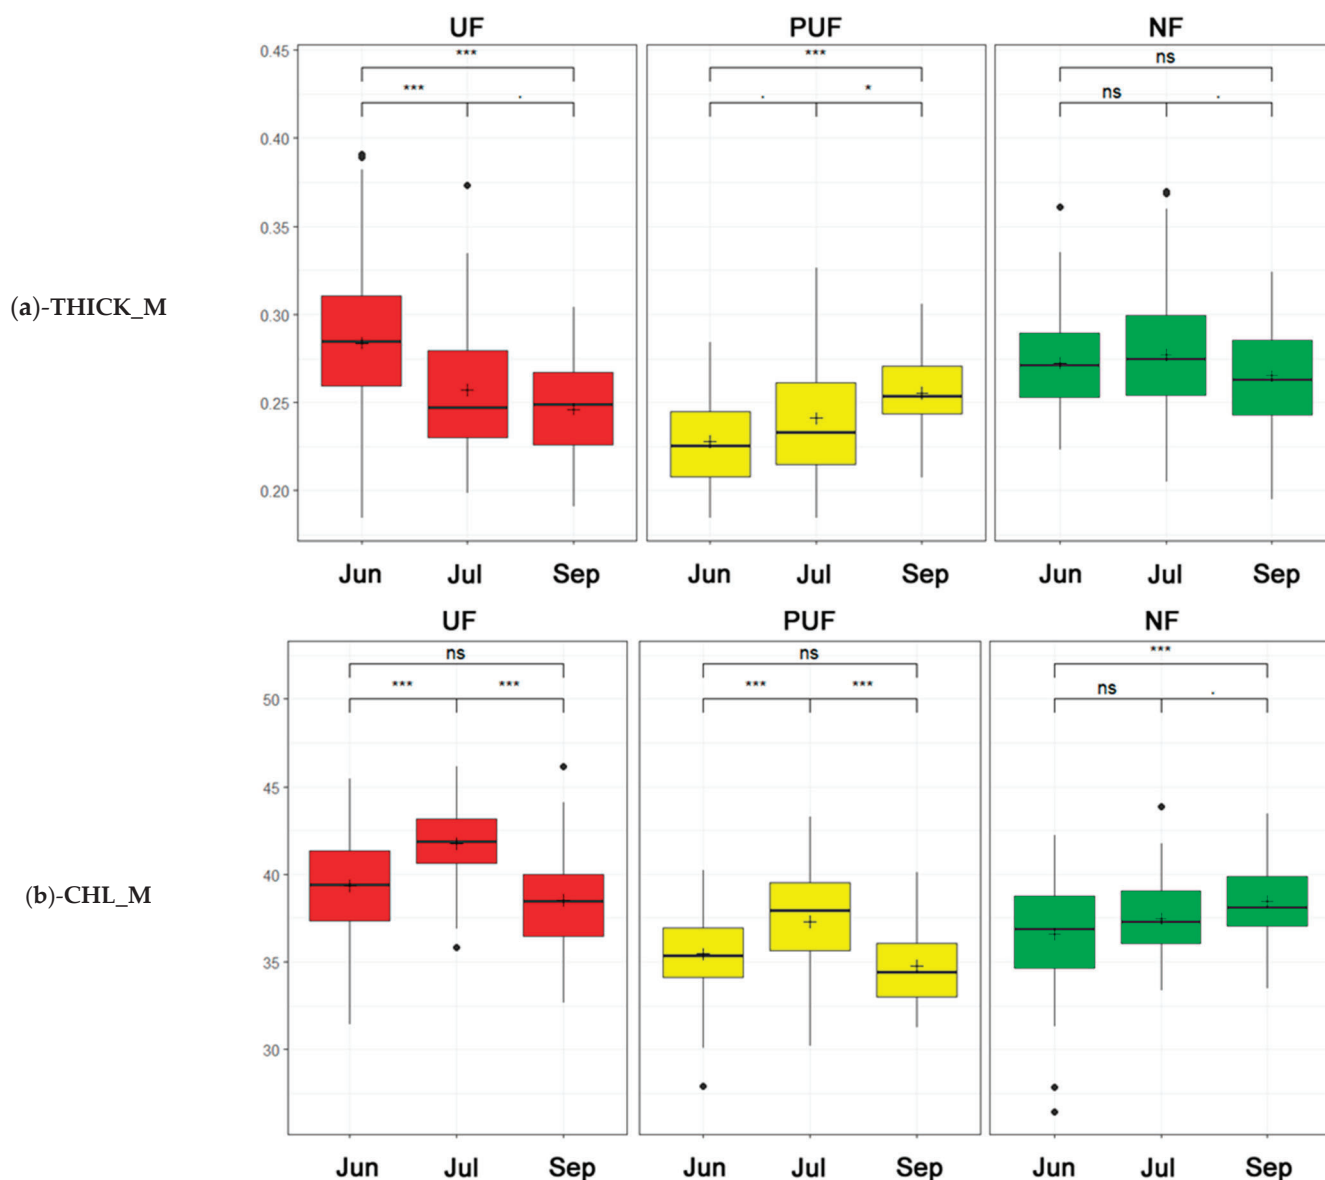 UF PUF NF
0.45 *** *** ns
*** . . * ns .
0.40
0.35
(a)-THICK_M 0.30
0.25
0.20
Jun Jul Sep Jun Jul Sep Jun Jul Sep
UF PUF NF
ns ns ***
50 *** *** *** *** ns .
45
40
(b)-CHL_M
35
30
Jun Jul Sep Jun Jul Sep Jun Jul Sep